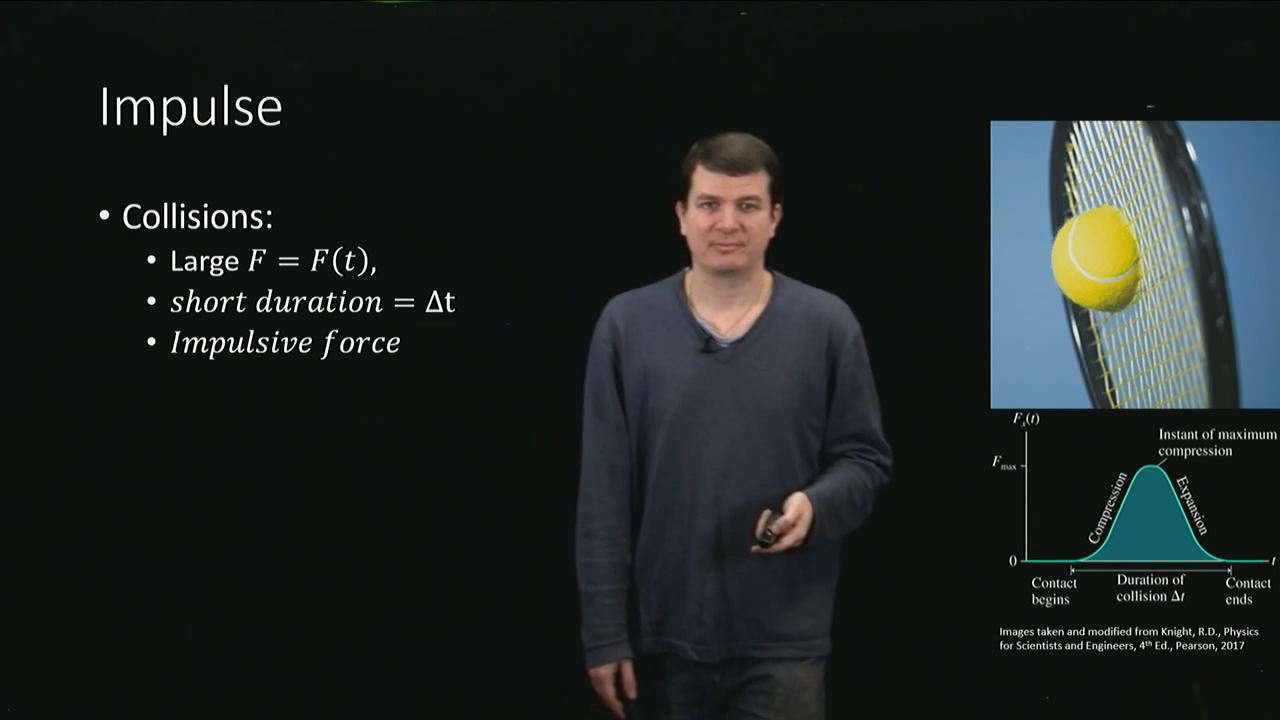 Impulse
• Collisions:
• Large F = F(t),
• short duration = Δt
• Impulsive force
Fₓ(t)
Instant of maximum
compression
Fmax
Compression
Expansion
0
t
Contact
begins
Duration of
collision Δt
Contact
ends
Images taken and modified from Knight, R.D., Physics
for Scientists and Engineers, 4th Ed., Pearson, 2017